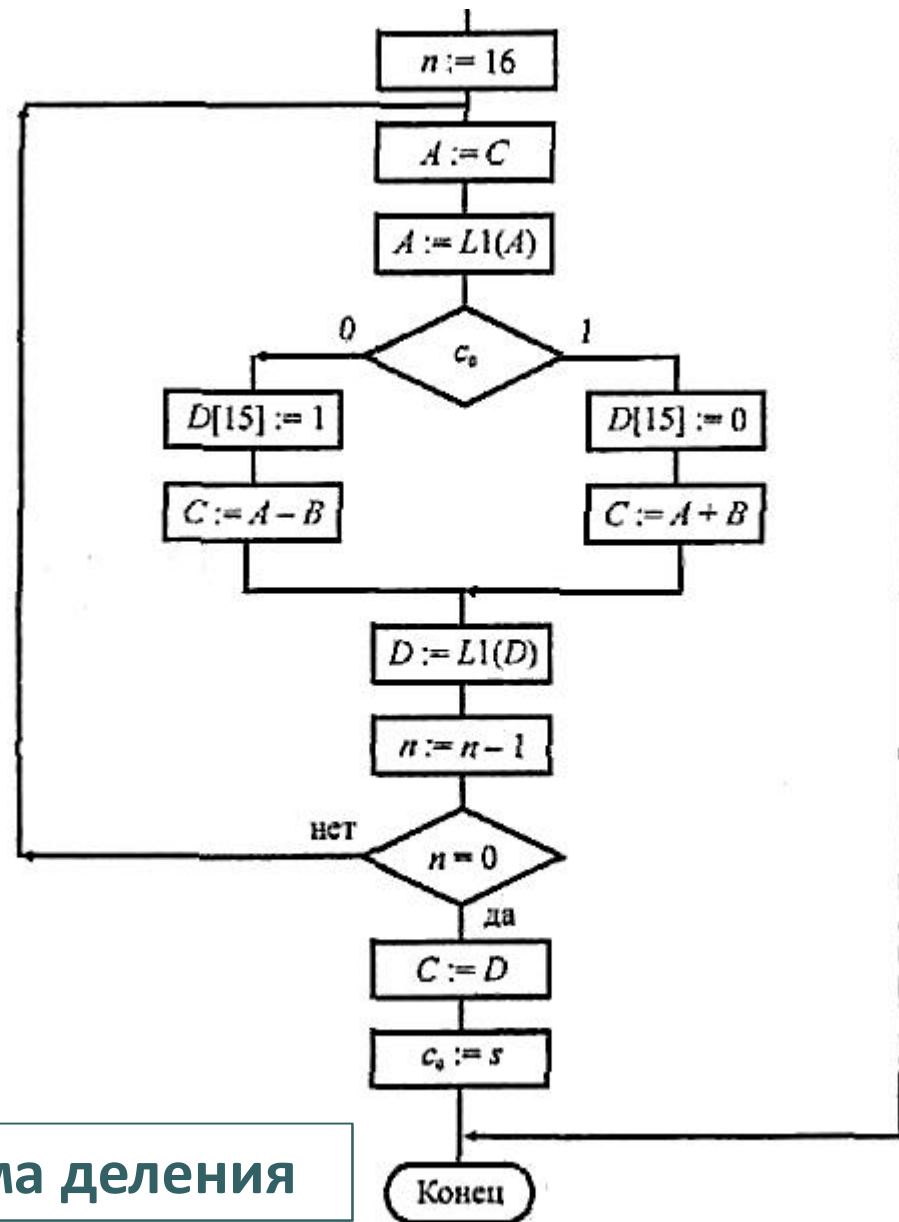 n := 16
A := C
A := L1(A)
0
1
c₀
D[15] := 1
D[15] := 0
C := A – B
C := A + B
D := L1(D)
n := n – 1
нет
n = 0
да
C := D
c₀ := s
ма деления
Конец